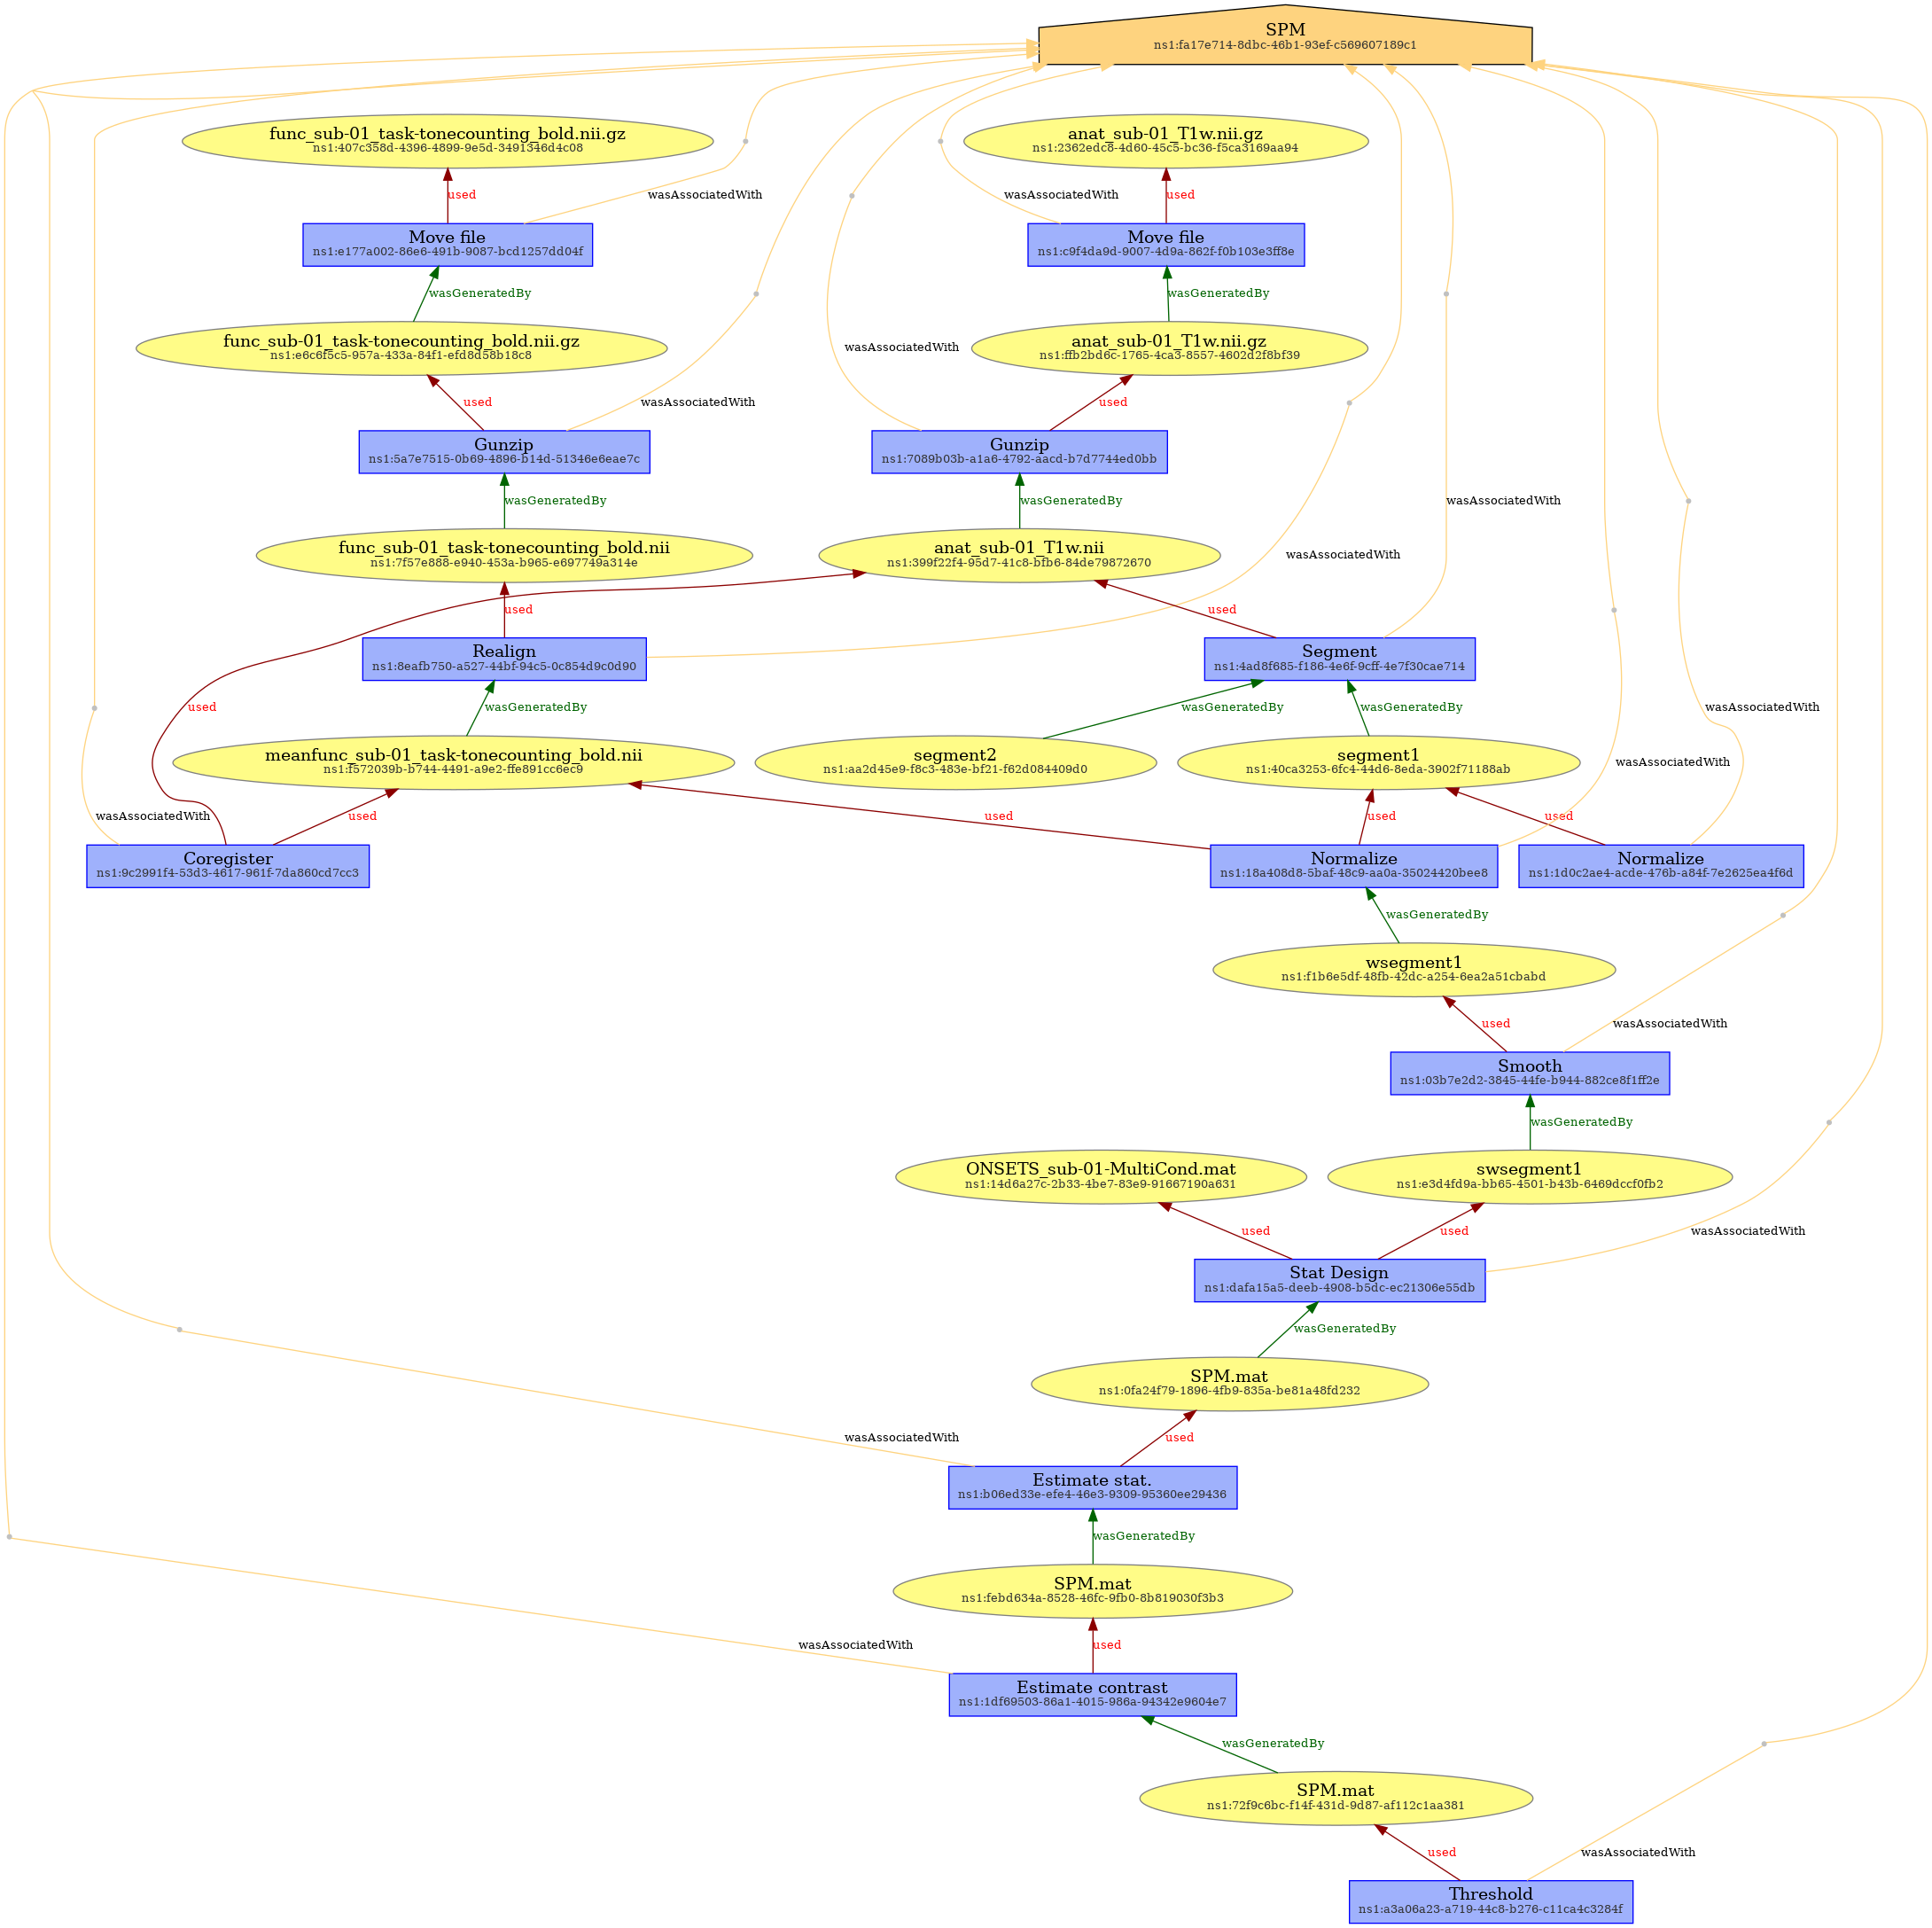 SPM
ns1:fa17e714-8dbc-46b1-93ef-c569607189c1
func_sub-01_task-tonecounting_bold.nii.gz
ns1:407c358d-4396-4899-9e5d-3491346d4c08
anat_sub-01_T1w.nii.gz
ns1:2362edc8-4d60-45c5-bc36-f5ca3169aa94
used
wasAssociatedWith
wasAssociatedWith
used
Move file
ns1:e177a002-86e6-491b-9087-bcd1257dd04f
Move file
ns1:c9f4da9d-9007-4d9a-862f-f0b103e3ff8e
wasGeneratedBy
wasGeneratedBy
func_sub-01_task-tonecounting_bold.nii.gz
ns1:e6c6f5c5-957a-433a-84f1-efd8d58b18c8
wasAssociatedWith
anat_sub-01_T1w.nii.gz
ns1:ffb2bd6c-1765-4ca3-8557-4602d2f8bf39
used
wasAssociatedWith
used
Gunzip
ns1:5a7e7515-0b69-4896-b14d-51346e6eae7c
Gunzip
ns1:7089b03b-a1a6-4792-aacd-b7d7744ed0bb
wasGeneratedBy
wasGeneratedBy
wasAssociatedWith
func_sub-01_task-tonecounting_bold.nii
ns1:7f57e888-e940-453a-b965-e697749a314e
anat_sub-01_T1w.nii
ns1:399f22f4-95d7-41c8-bfb6-84de79872670
wasAssociatedWith
used
used
Realign
ns1:8eafb750-a527-44bf-94c5-0c854d9c0d90
Segment
ns1:4ad8f685-f186-4e6f-9cff-4e7f30cae714
used
wasGeneratedBy
wasGeneratedBy
wasGeneratedBy
wasAssociatedWith
meanfunc_sub-01_task-tonecounting_bold.nii
ns1:f572039b-b744-4491-a9e2-ffe891cc6ec9
segment2
ns1:aa2d45e9-f8c3-483e-bf21-f62d084409d0
segment1
ns1:40ca3253-6fc4-44d6-8eda-3902f71188ab
wasAssociatedWith
wasAssociatedWith
used
used
used
used
Coregister
ns1:9c2991f4-53d3-4617-961f-7da860cd7cc3
Normalize
ns1:18a408d8-5baf-48c9-aa0a-35024420bee8
Normalize
ns1:1d0c2ae4-acde-476b-a84f-7e2625ea4f6d
wasGeneratedBy
wsegment1
ns1:f1b6e5df-48fb-42dc-a254-6ea2a51cbabd
used
wasAssociatedWith
Smooth
ns1:03b7e2d2-3845-44fe-b944-882ce8f1ff2e
wasGeneratedBy
ONSETS_sub-01-MultiCond.mat
ns1:14d6a27c-2b33-4be7-83e9-91667190a631
swsegment1
ns1:e3d4fd9a-bb65-4501-b43b-6469dccf0fb2
used
used
wasAssociatedWith
Stat Design
ns1:dafa15a5-deeb-4908-b5dc-ec21306e55db
wasGeneratedBy
SPM.mat
ns1:0fa24f79-1896-4fb9-835a-be81a48fd232
wasAssociatedWith
used
Estimate stat.
ns1:b06ed33e-efe4-46e3-9309-95360ee29436
wasGeneratedBy
SPM.mat
ns1:febd634a-8528-46fc-9fb0-8b819030f3b3
wasAssociatedWith
used
Estimate contrast
ns1:1df69503-86a1-4015-986a-94342e9604e7
wasGeneratedBy
SPM.mat
ns1:72f9c6bc-f14f-431d-9d87-af112c1aa381
used
wasAssociatedWith
Threshold
ns1:a3a06a23-a719-44c8-b276-c11ca4c3284f